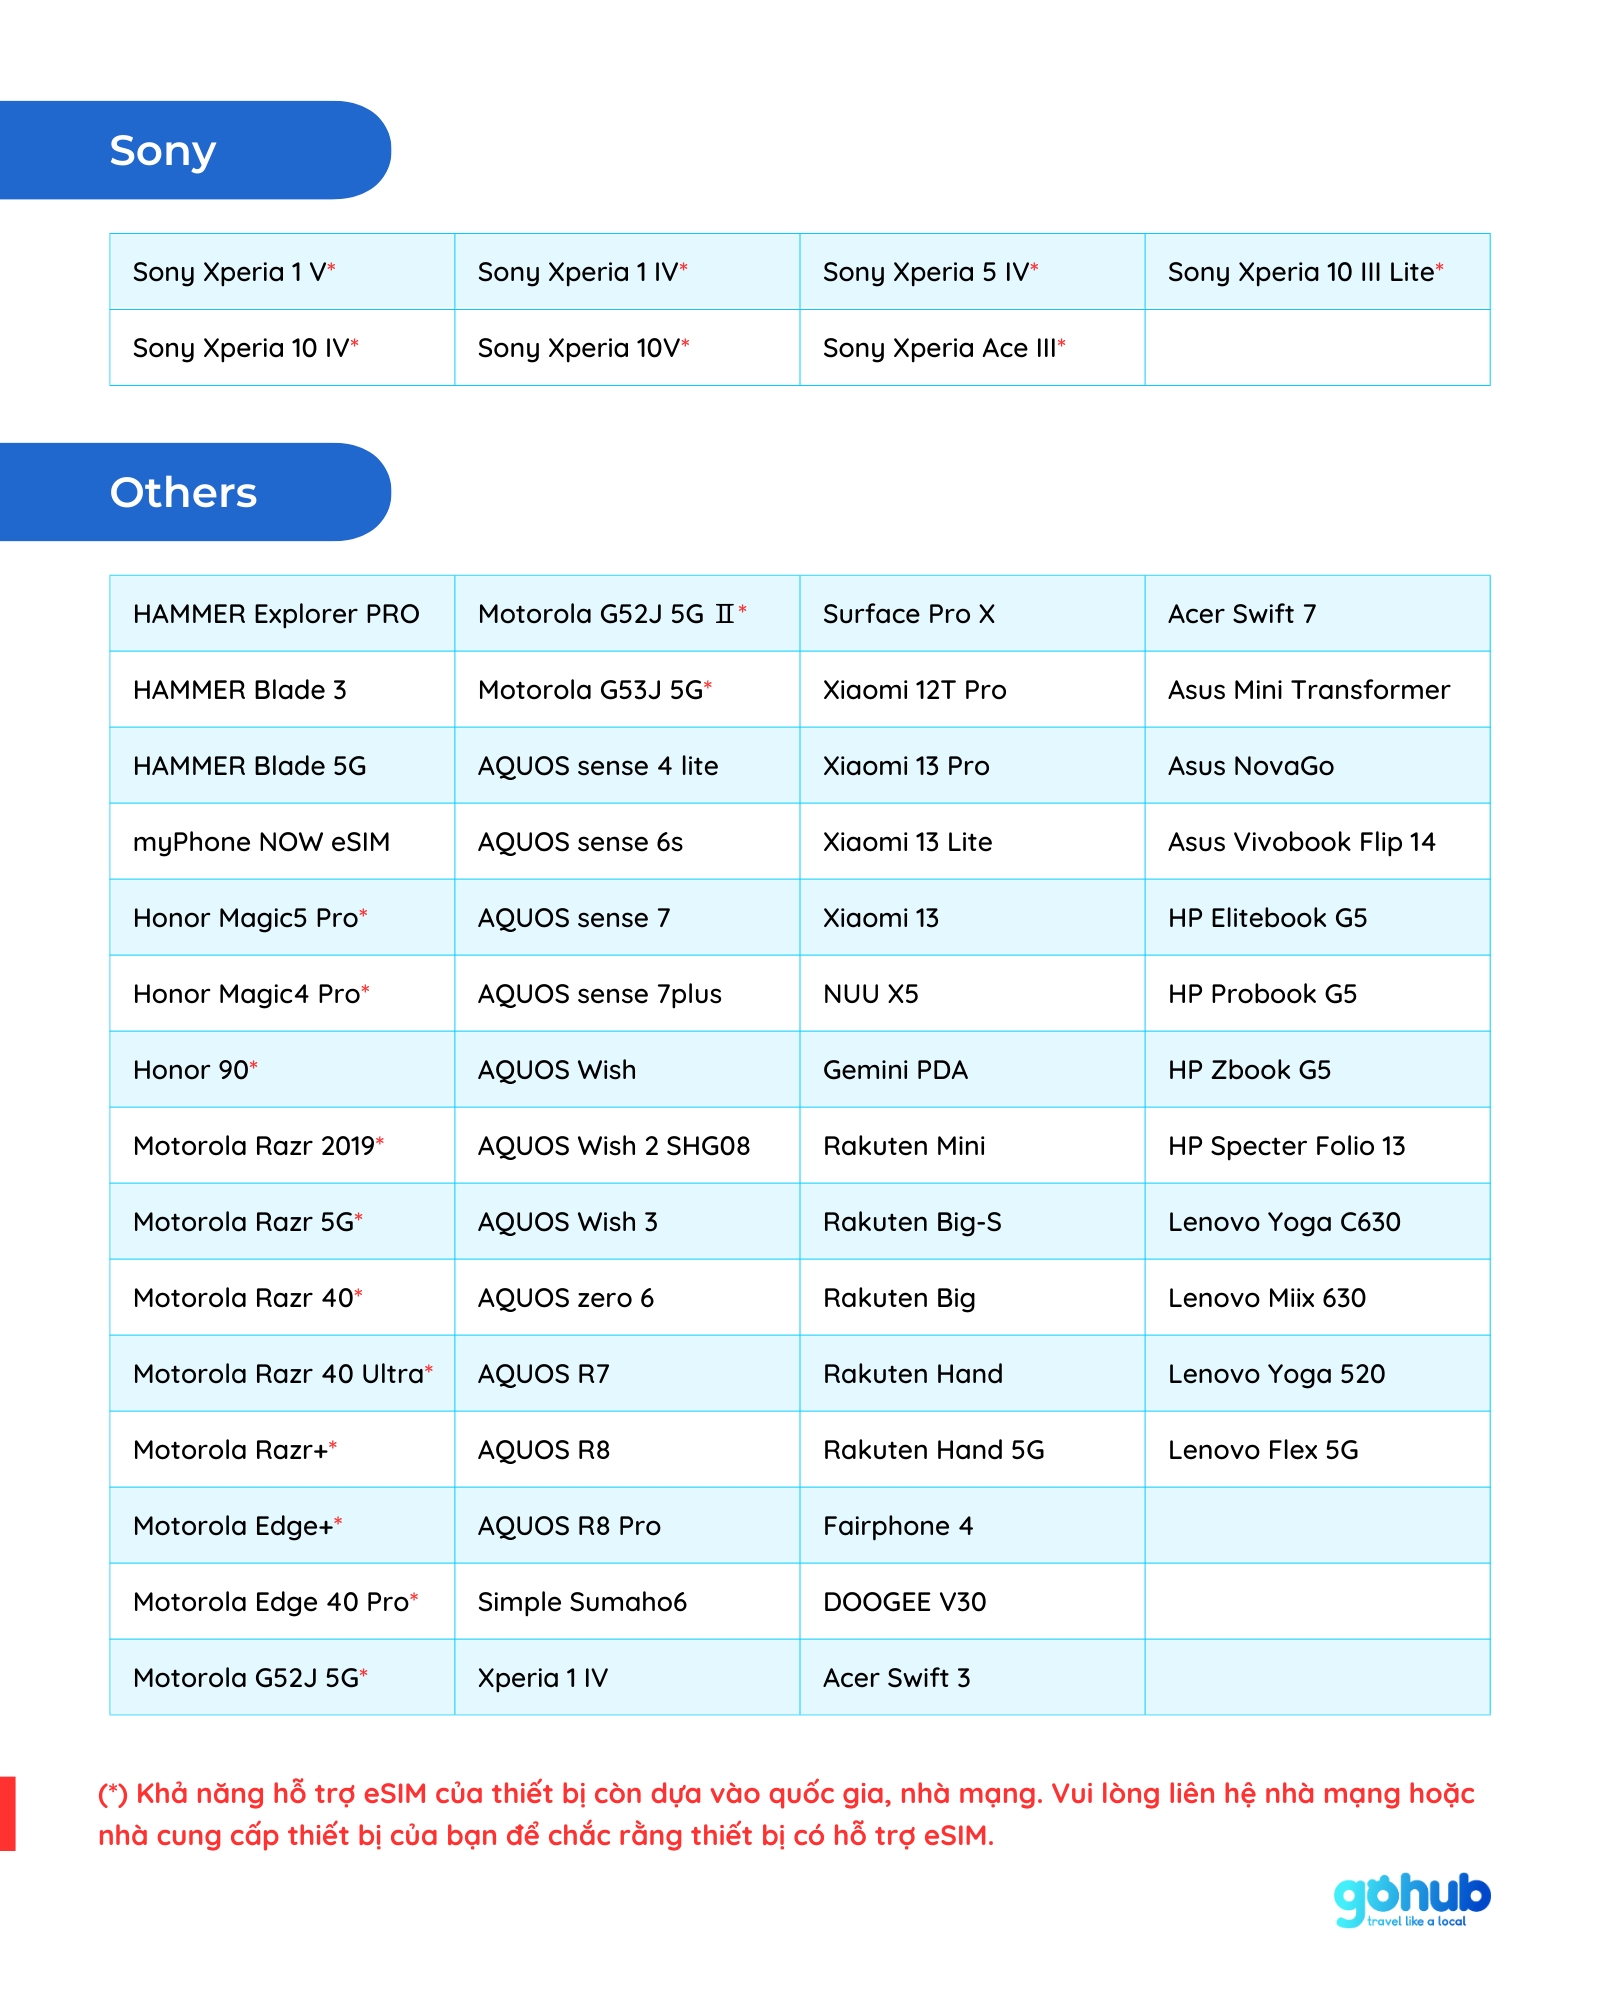 Sony
Sony Xperia 1 V* Sony Xperia 1 IV* Sony Xperia 5 IV* Sony Xperia 10 III Lite*
Sony Xperia 10 IV* Sony Xperia 10V* Sony Xperia Ace III*
Others
HAMMER Explorer PRO Motorola G52J 5G Ⅱ* Surface Pro X Acer Swift 7
HAMMER Blade 3 Motorola G53J 5G* Xiaomi 12T Pro Asus Mini Transformer
HAMMER Blade 5G AQUOS sense 4 lite Xiaomi 13 Pro Asus NovaGo
myPhone NOW eSIM AQUOS sense 6s Xiaomi 13 Lite Asus Vivobook Flip 14
Honor Magic5 Pro* AQUOS sense 7 Xiaomi 13 HP Elitebook G5
Honor Magic4 Pro* AQUOS sense 7plus NUU X5 HP Probook G5
Honor 90* AQUOS Wish Gemini PDA HP Zbook G5
Motorola Razr 2019* AQUOS Wish 2 SHG08 Rakuten Mini HP Specter Folio 13
Motorola Razr 5G* AQUOS Wish 3 Rakuten Big-S Lenovo Yoga C630
Motorola Razr 40* AQUOS zero 6 Rakuten Big Lenovo Miix 630
Motorola Razr 40 Ultra* AQUOS R7 Rakuten Hand Lenovo Yoga 520
Motorola Razr+* AQUOS R8 Rakuten Hand 5G Lenovo Flex 5G
Motorola Edge+* AQUOS R8 Pro Fairphone 4
Motorola Edge 40 Pro* Simple Sumaho6 DOOGEE V30
Motorola G52J 5G* Xperia 1 IV Acer Swift 3
(*) Khả năng hỗ trợ eSIM của thiết bị còn dựa vào quốc gia, nhà mạng. Vui lòng liên hệ nhà mạng hoặc
nhà cung cấp thiết bị của bạn để chắc rằng thiết bị có hỗ trợ eSIM.
gohub
travel like a local